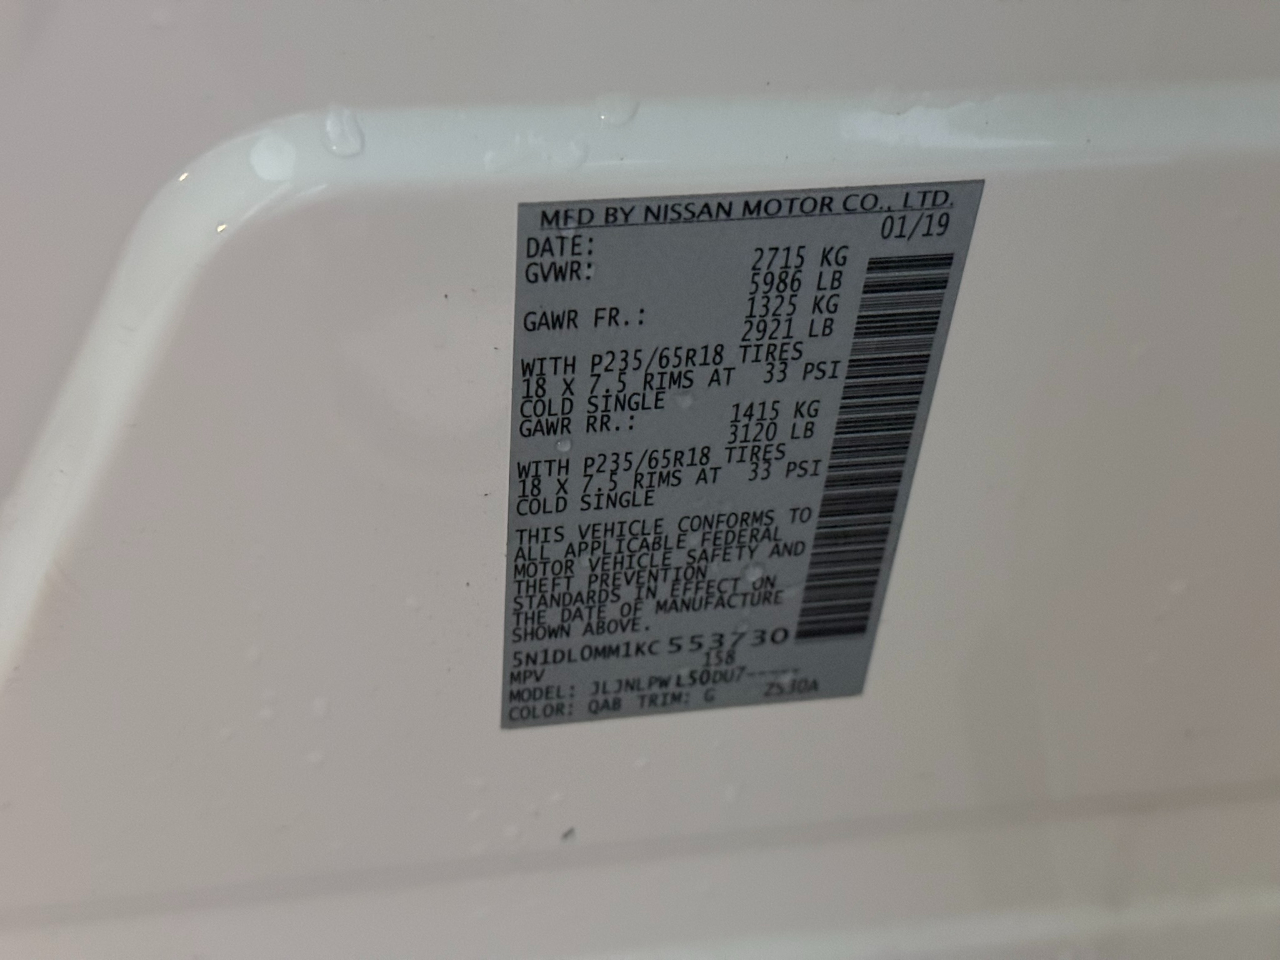 MFD BY NISSAN MOTOR CO., LTD.
DATE: 01/19
GVWR: 2715 KG
5986 LB
GAWR FR.: 1325 KG
2921 LB
WITH P235/65R18 TIRES
18 X 7.5 RIMS AT 33 PSI
COLD SINGLE
GAWR RR.: 1415 KG
3120 LB
WITH P235/65R18 TIRES
18 X 7.5 RIMS AT 33 PSI
COLD SINGLE
THIS VEHICLE CONFORMS TO
ALL APPLICABLE FEDERAL
MOTOR VEHICLE SAFETY AND
THEFT PREVENTION
STANDARDS IN EFFECT ON
THE DATE OF MANUFACTURE
SHOWN ABOVE.
5N1DL0MM1KC553730
MPV 158
MODEL: JLJNLPWL50DU7-----
COLOR: QAB TRIM: G